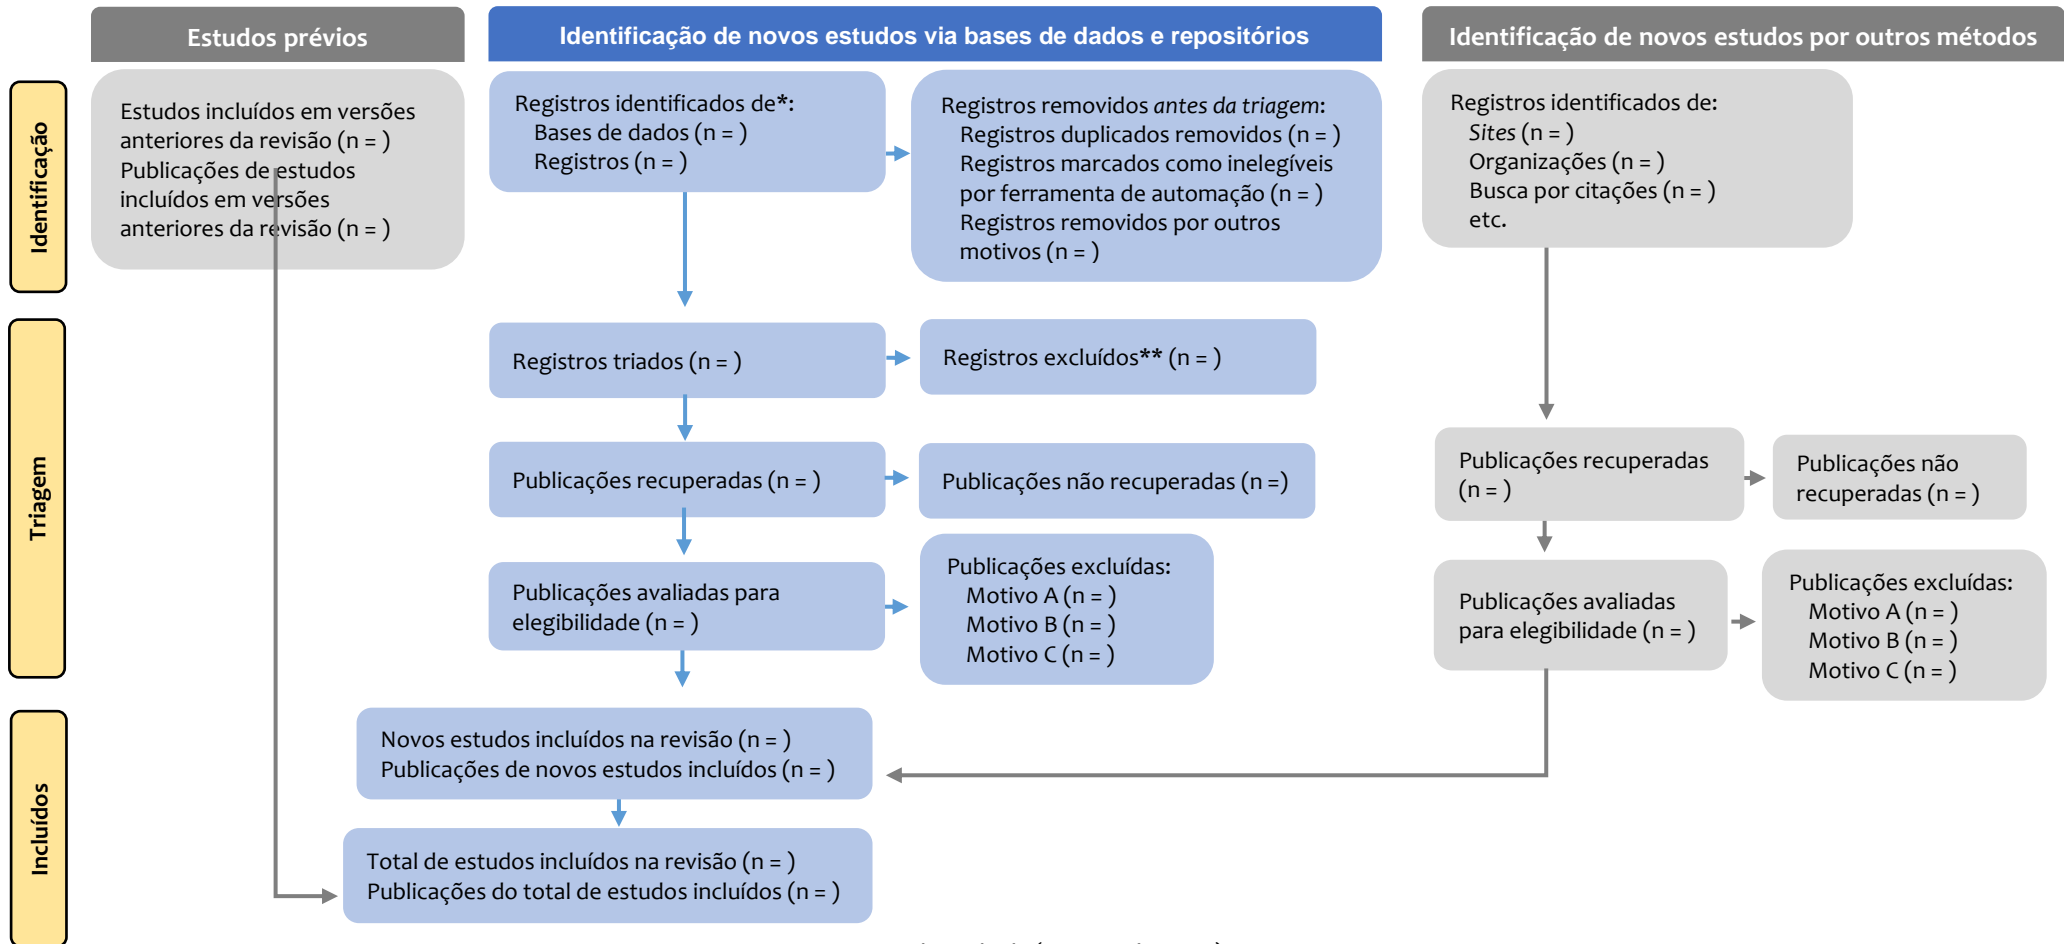 Estudos prévios
Identificação de novos estudos via bases de dados e repositórios
Identificação de novos estudos por outros métodos
Identificação
Estudos incluídos em versões
anteriores da revisão (n = )
Publicações de estudos
incluídos em versões
anteriores da revisão (n = )
Registros identificados de*:
Bases de dados (n = )
Registros (n = )
Registros removidos antes da triagem:
Registros duplicados removidos (n = )
Registros marcados como inelegíveis
por ferramenta de automação (n = )
Registros removidos por outros
motivos (n = )
Registros identificados de:
Sites (n = )
Organizações (n = )
Busca por citações (n = )
etc.
Triagem
Registros triados (n = )
Registros excluídos** (n = )
Publicações recuperadas (n = )
Publicações não recuperadas (n =)
Publicações recuperadas
(n = )
Publicações não
recuperadas (n = )
Publicações avaliadas para
elegibilidade (n = )
Publicações excluídas:
Motivo A (n = )
Motivo B (n = )
Motivo C (n = )
Publicações avaliadas
para elegibilidade (n = )
Publicações excluídas:
Motivo A (n = )
Motivo B (n = )
Motivo C (n = )
Incluídos
Novos estudos incluídos na revisão (n = )
Publicações de novos estudos incluídos (n = )
Total de estudos incluídos na revisão (n = )
Publicações do total de estudos incluídos (n = )